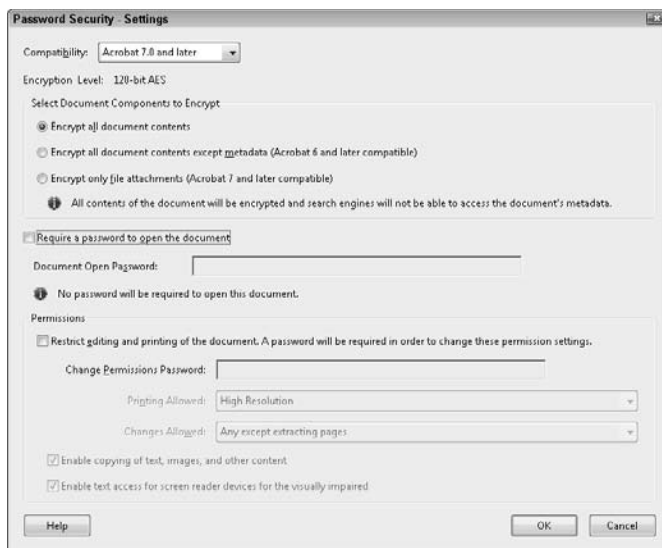 Password Security - Settings
Compatibility: Acrobat 7.0 and later
Encryption Level: 128-bit AES
Select Document Components to Encrypt
Encrypt all document contents
Encrypt all document contents except metadata (Acrobat 6 and later compatible)
Encrypt only file attachments (Acrobat 7 and later compatible)
All contents of the document will be encrypted and search engines will not be able to access the document's metadata.
Require a password to open the document
Document Open Password:
No password will be required to open this document.
Permissions
Restrict editing and printing of the document. A password will be required in order to change these permission settings.
Change Permissions Password:
Printing Allowed: High Resolution
Changes Allowed: Any except extracting pages
Enable copying of text, images, and other content
Enable text access for screen reader devices for the visually impaired
Help OK Cancel